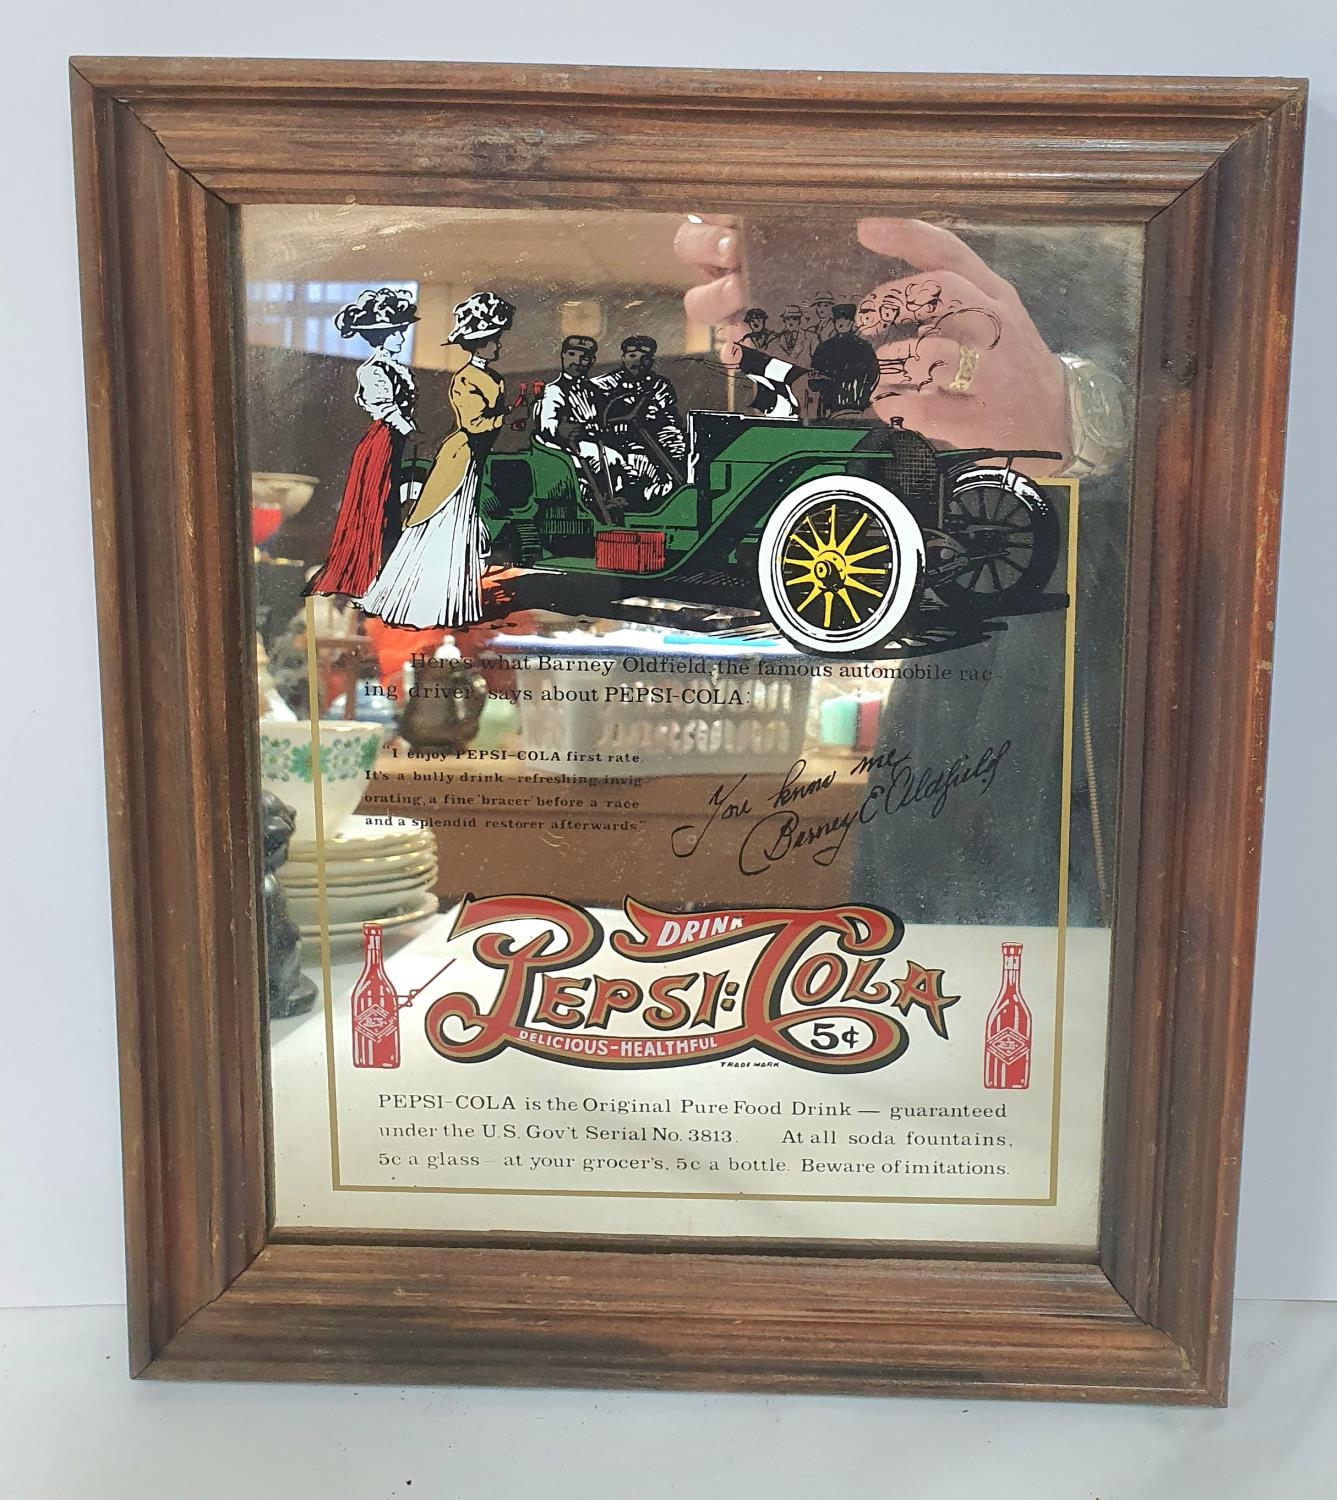 Here's what Barney Oldfield, the famous automobile rac-
ing driver, says about PEPSI-COLA:
"I enjoy PEPSI-COLA first rate.
It's a bully drink-refreshing, invig-
orating, a fine 'bracer' before a race
and a splendid restorer afterwards."
You know me
Barney E Oldfield
DRINK
PEPSI:COLA
5¢
DELICIOUS-HEALTHFUL
TRADE MARK
PEPSI-COLA is the Original Pure Food Drink — guaranteed
under the U.S. Gov't Serial No. 3813. At all soda fountains,
5c a glass - at your grocer's, 5c a bottle. Beware of imitations.